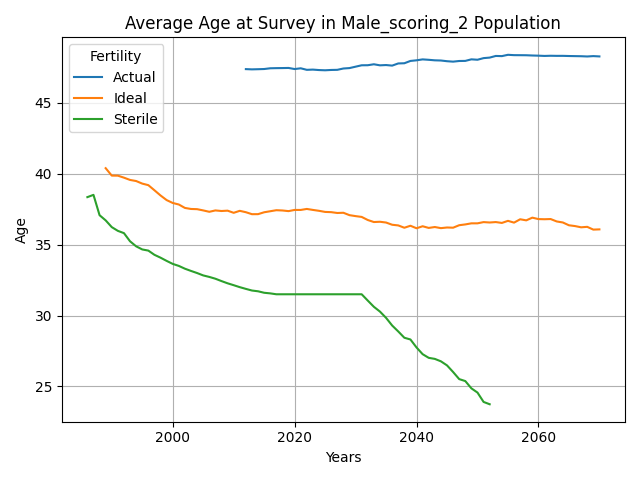 Average Age at Survey in Male_scoring_2 Population
Fertility
Actual
Ideal
Sterile
45
40
35
30
25
Age
2000
2020
2040
2060
Years